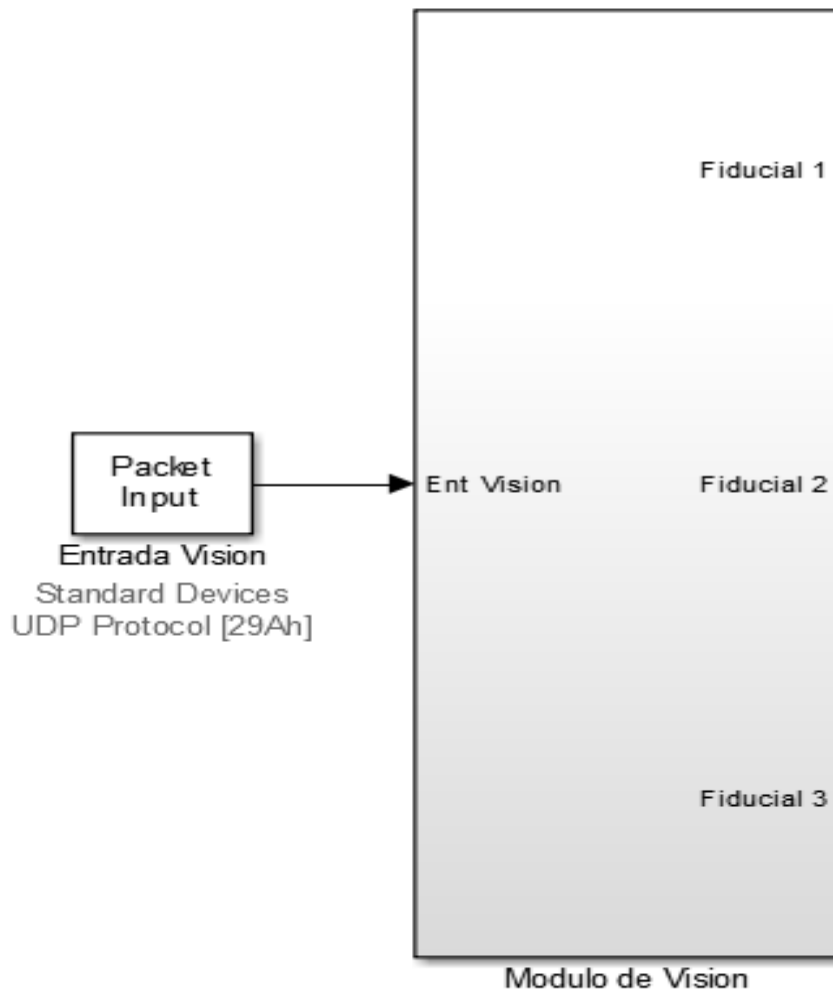 Fiducial 1
Packet
Input
Ent Vision
Fiducial 2
Entrada Vision
Standard Devices
UDP Protocol [29Ah]
Fiducial 3
Modulo de Vision